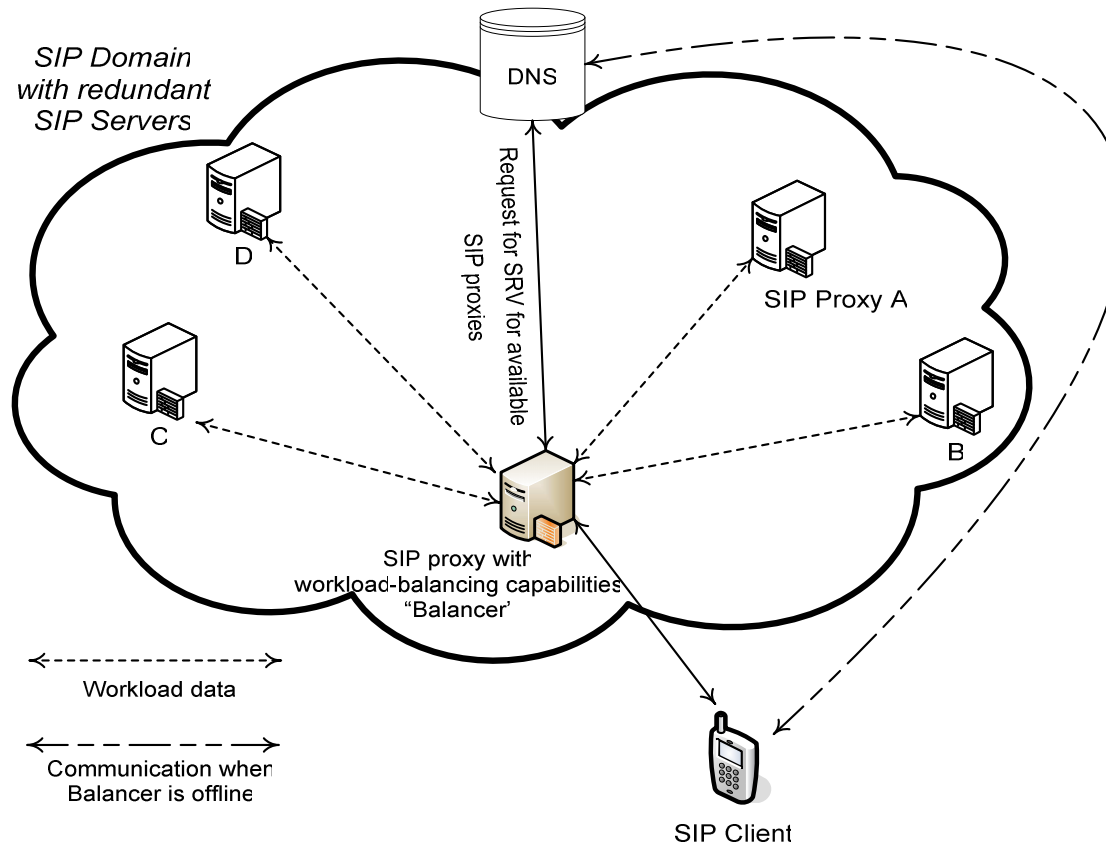 SIP Domain
with redundant
SIP Servers
DNS
Request for SRV for available
SIP proxies
D
SIP Proxy A
C
B
SIP proxy with
workload-balancing capabilities
“Balancer’
Workload data
Communication when
Balancer is offline
SIP Client